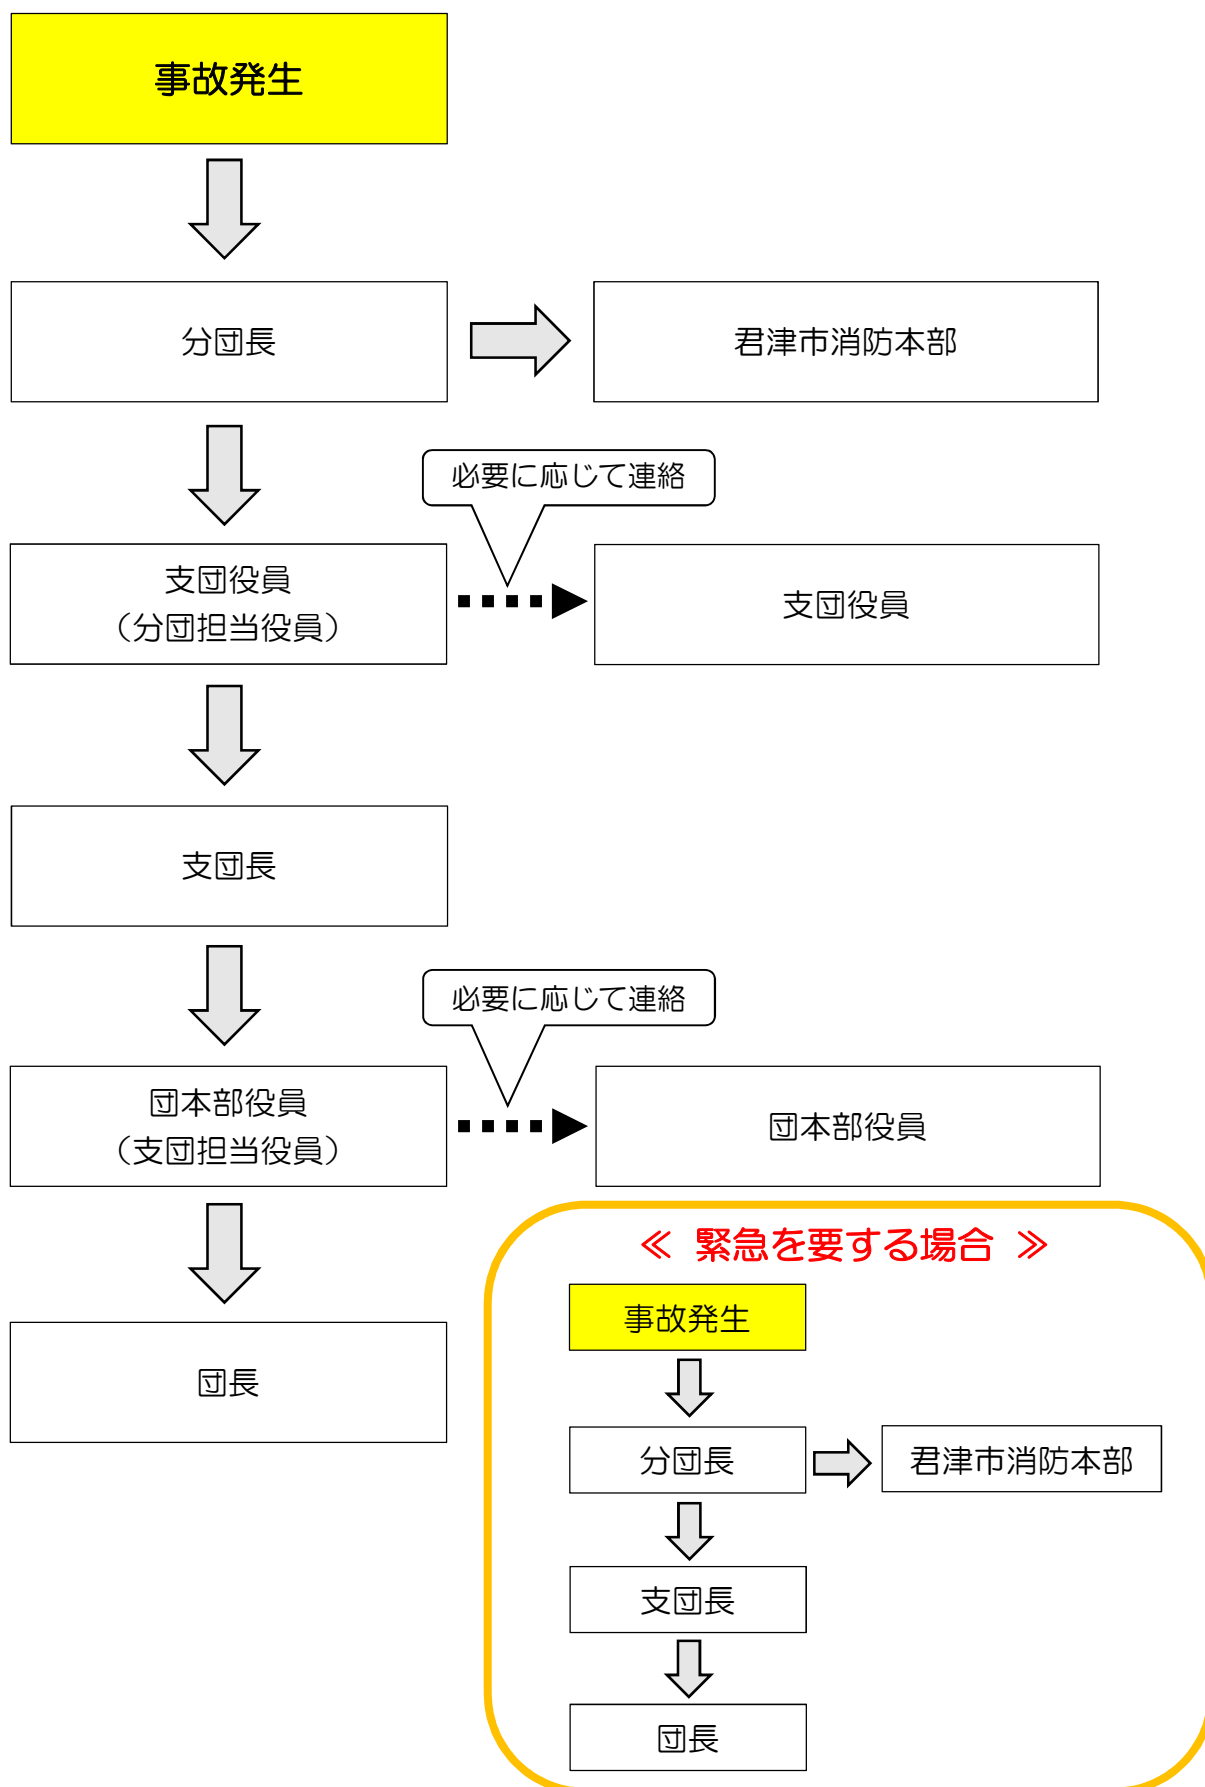 事故発生
分団長
君津市消防本部
必要に応じて連絡
支団役員
（分団担当役員）
支団役員
支団長
必要に応じて連絡
団本部役員
（支団担当役員）
団本部役員
団長
≪ 緊急を要する場合 ≫
事故発生
分団長
君津市消防本部
支団長
団長